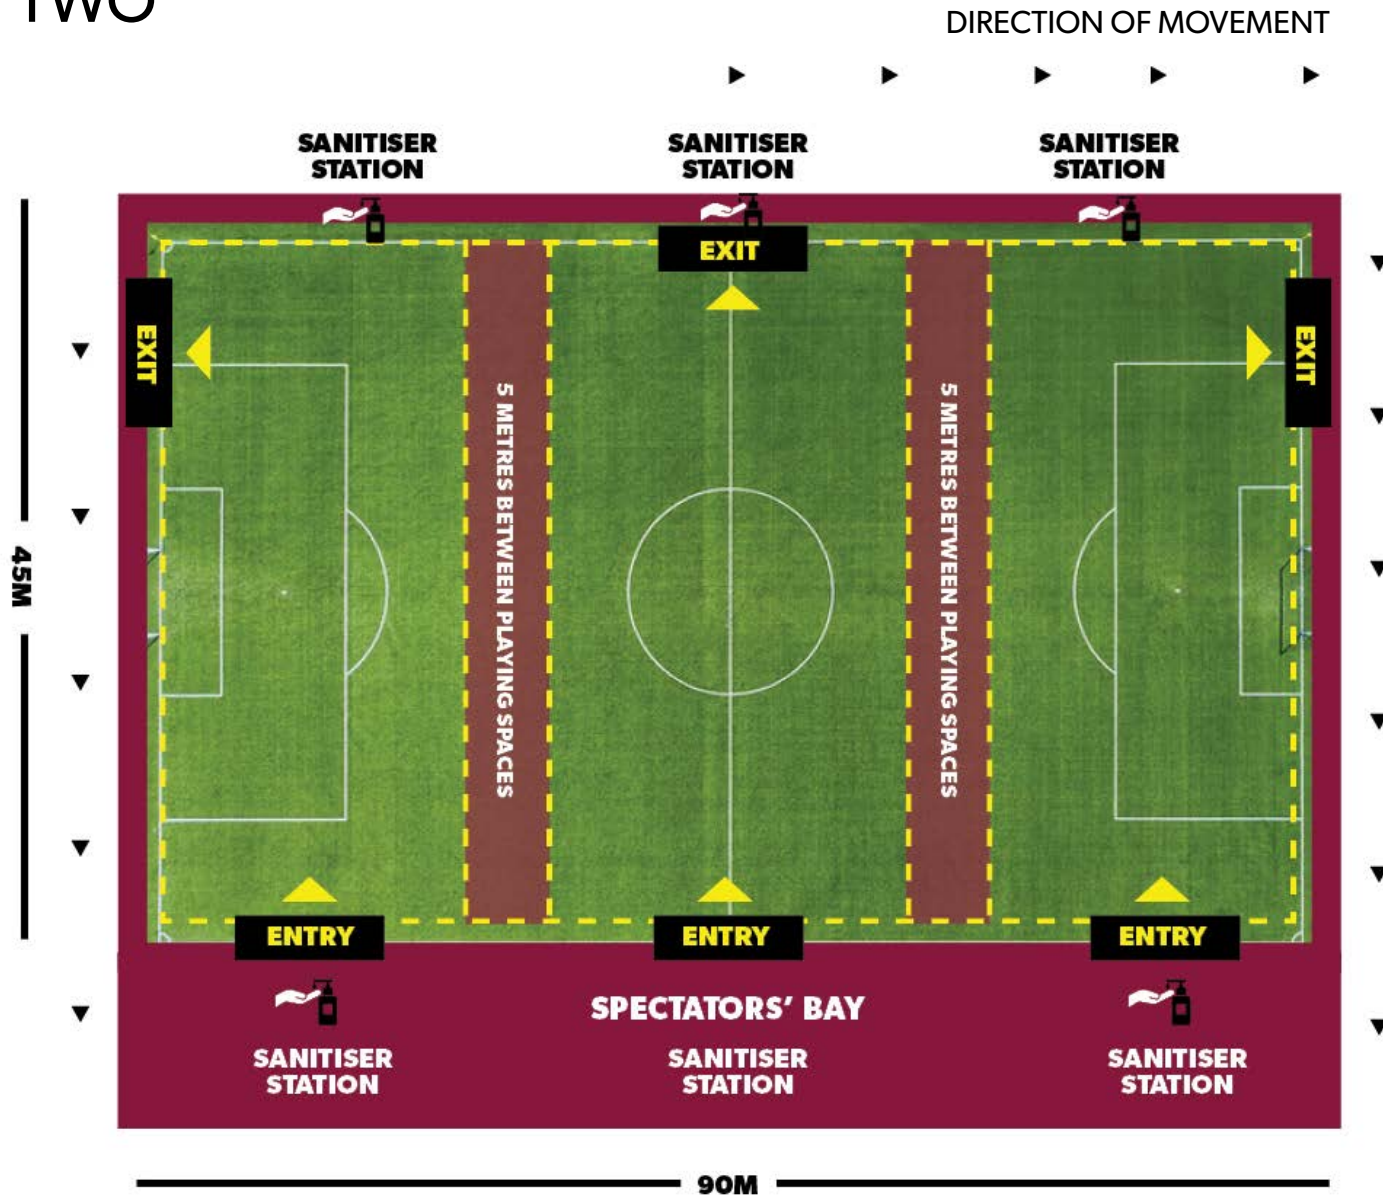 TWO
DIRECTION OF MOVEMENT
SANITISER
STATION
SANITISER
STATION
SANITISER
STATION
EXIT
EXIT
EXIT
45M
5 METRES BETWEEN PLAYING SPACES
5 METRES BETWEEN PLAYING SPACES
ENTRY
ENTRY
ENTRY
SPECTATORS’ BAY
SANITISER
STATION
SANITISER
STATION
SANITISER
STATION
90M